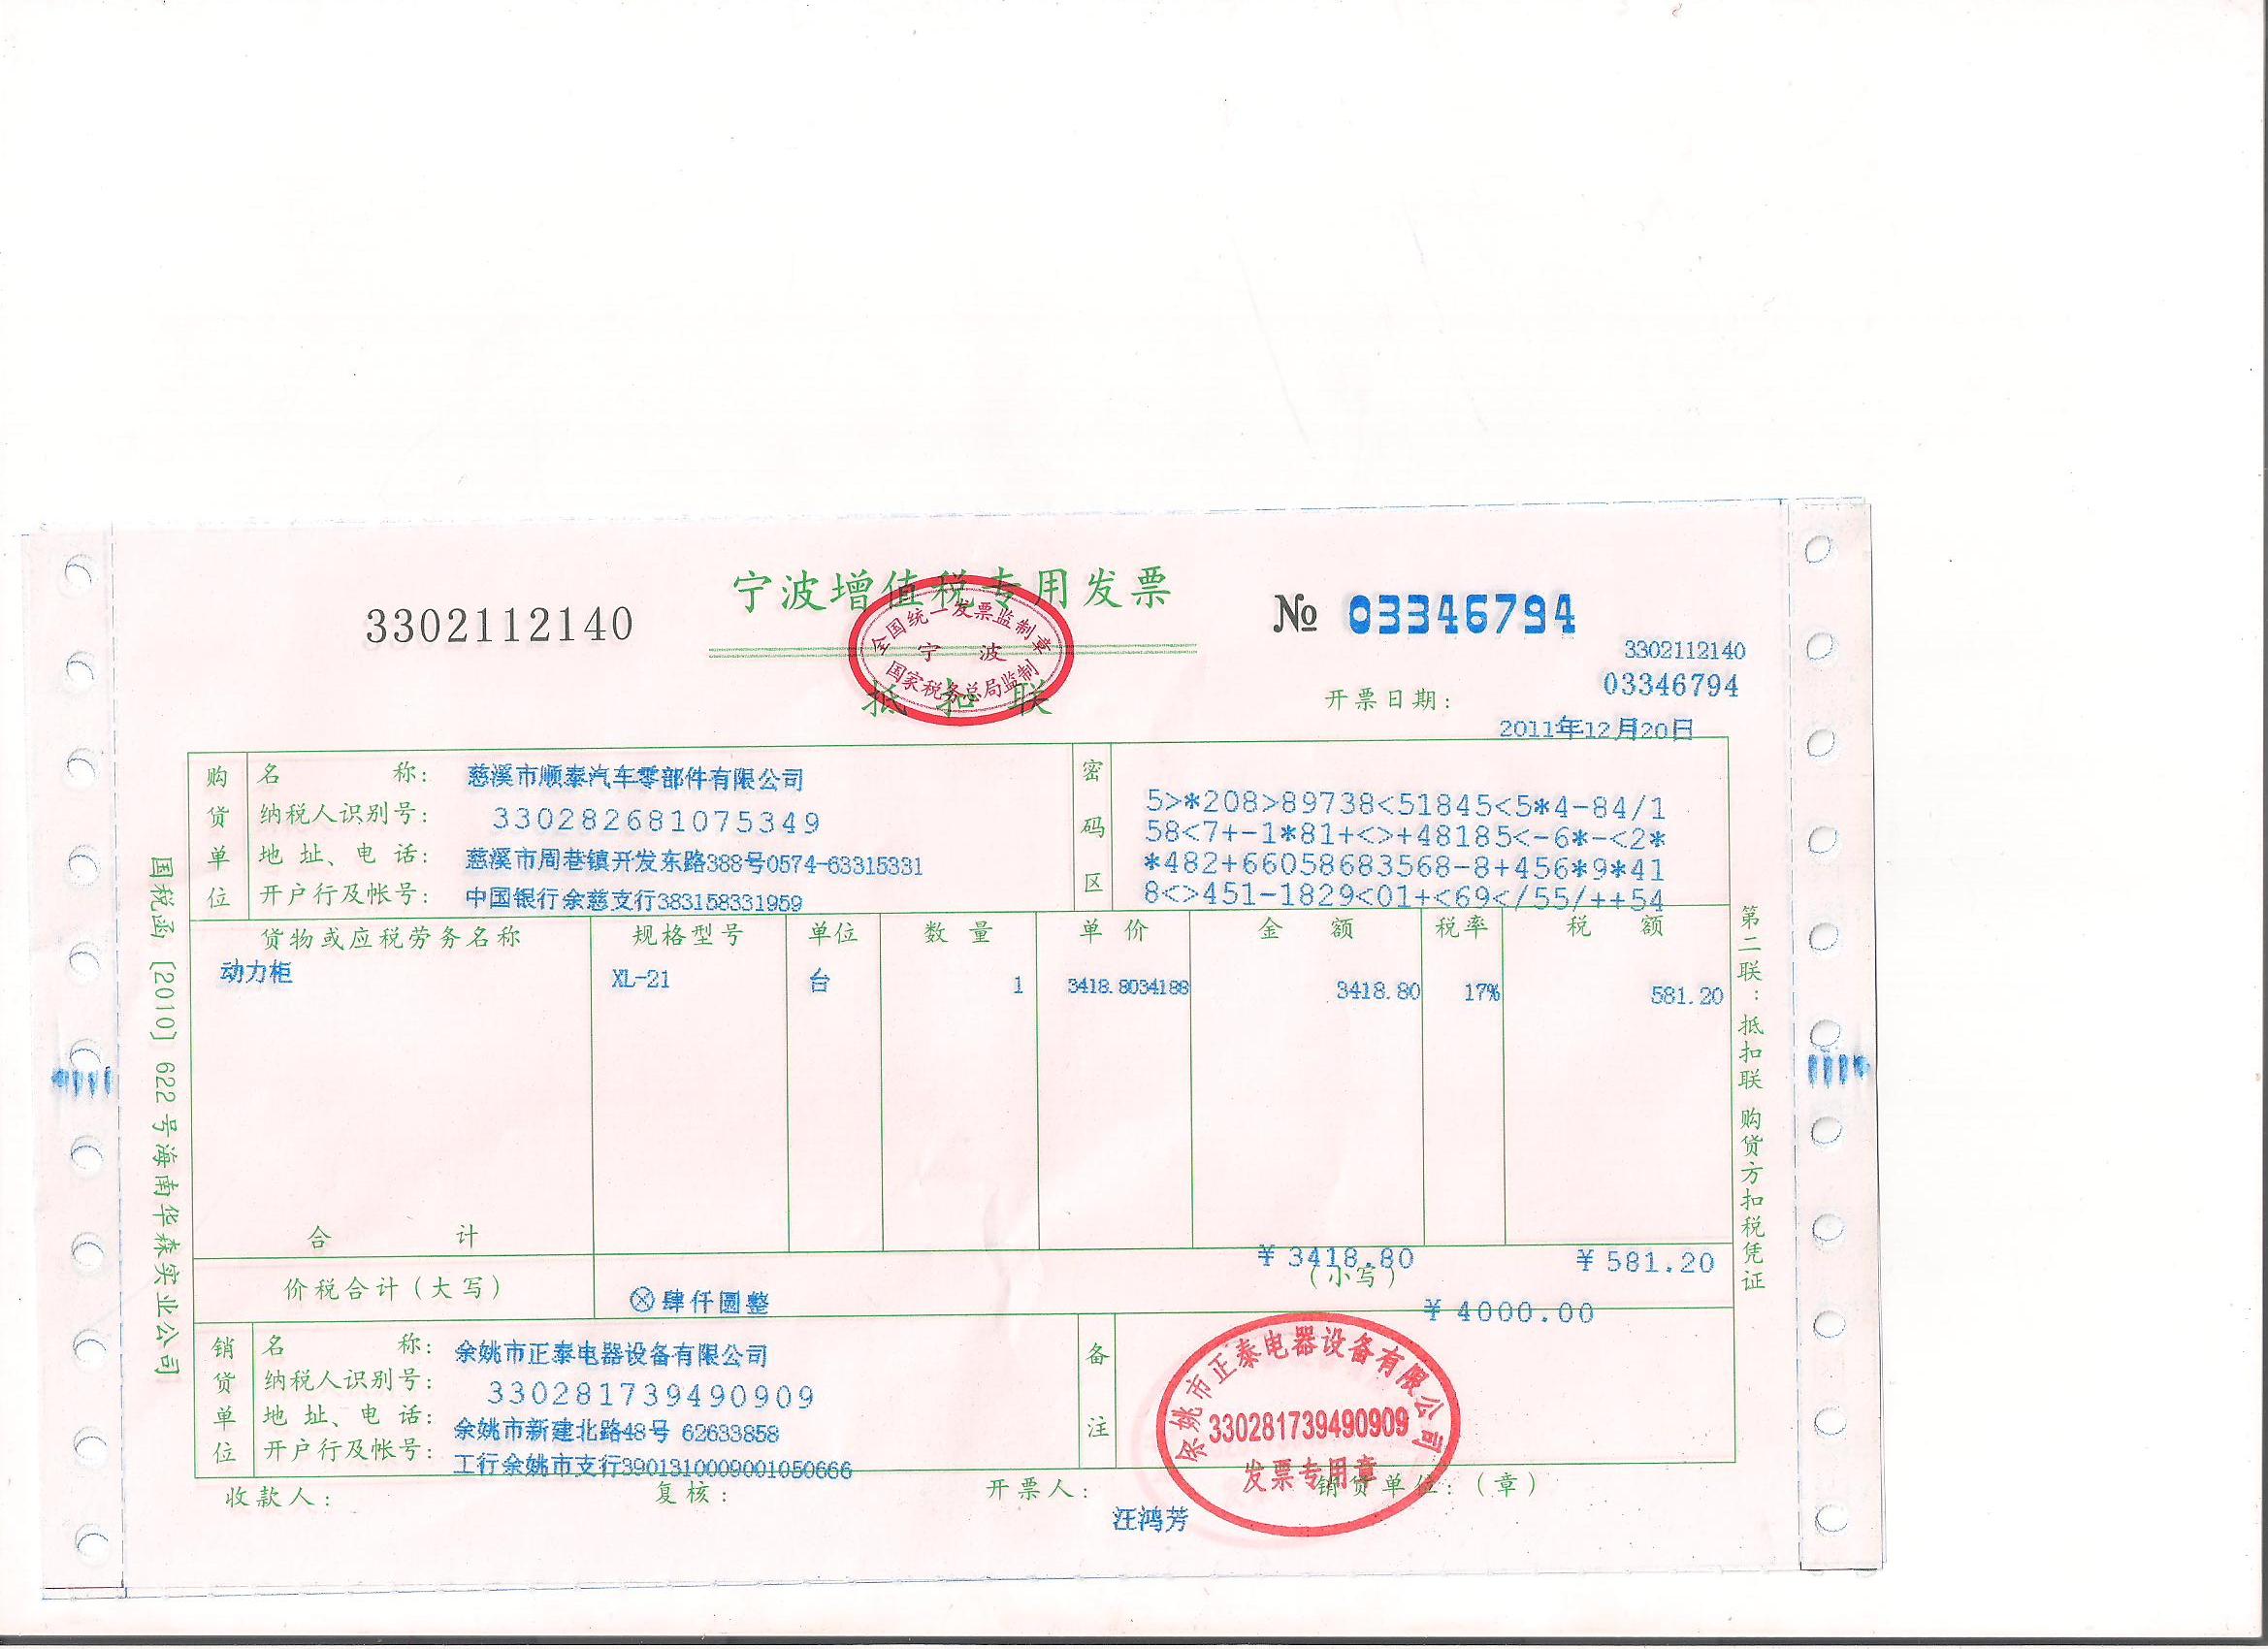 宁波增值税专用发票
3302112140
№ 03346794
全国统一发票监制章
宁 波
国家税务总局监制
3302112140
03346794
抵 扣 联
开票日期:
2011年12月20日
购货单位
名 称: 慈溪市顺泰汽车零部件有限公司
纳税人识别号: 330282681075349
地 址、电 话: 慈溪市周巷镇开发东路388号0574-63315331
开户行及帐号: 中国银行余慈支行383158331959
密码区
5>*208>89738<51845<5*4-84/1
58<7+-1*81+<>+48185<-6*-<2*
*482+66058683568-8+456*9*41
8<>451-1829<01+<69</55/++54
货物或应税劳务名称 规格型号 单位 数 量 单 价 金 额 税率 税 额
动力柜 XL-21 台 1 3418.8034188 3418.80 17% 581.20
合 计 ¥3418.80 ¥581.20
价税合计(大写) ⊗肆仟圆整 (小写) ¥4000.00
销货单位
名 称: 余姚市正泰电器设备有限公司
纳税人识别号: 330281739490909
地 址、电 话: 余姚市新建北路48号 62633858
开户行及帐号: 工行余姚市支行3901310009001050666
备注
余姚市正泰电器设备有限公司
330281739490909
发票专用章
收款人: 复核: 开票人: 汪鸿芳 销货单位:(章)
国税函[2010]622号海南华森实业公司
第二联:抵扣联 购货方扣税凭证